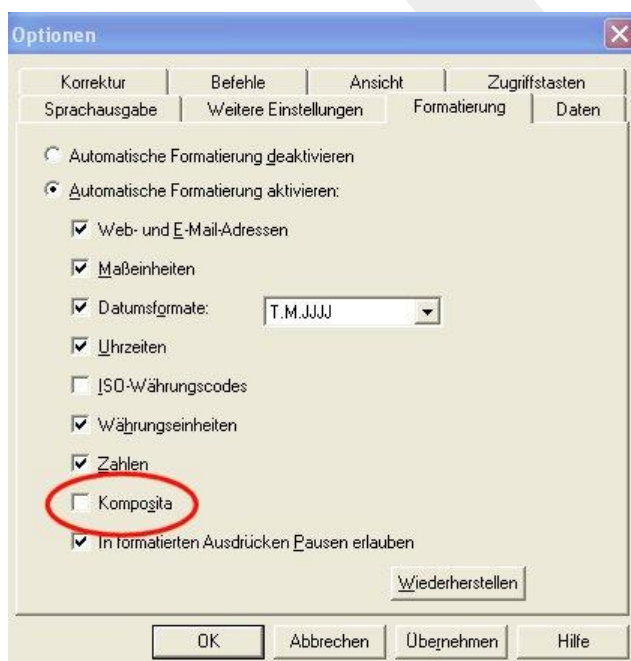 Optionen
Korrektur Befehle Ansicht Zugriffstasten
Sprachausgabe Weitere Einstellungen Formatierung Daten
Automatische Formatierung deaktivieren
Automatische Formatierung aktivieren:
Web- und E-Mail-Adressen
Maßeinheiten
Datumsformate: T.M.JJJJ
Uhrzeiten
ISO-Währungscodes
Währungseinheiten
Zahlen
Komposita
In formatierten Ausdrücken Pausen erlauben
Wiederherstellen
OK Abbrechen Übernehmen Hilfe